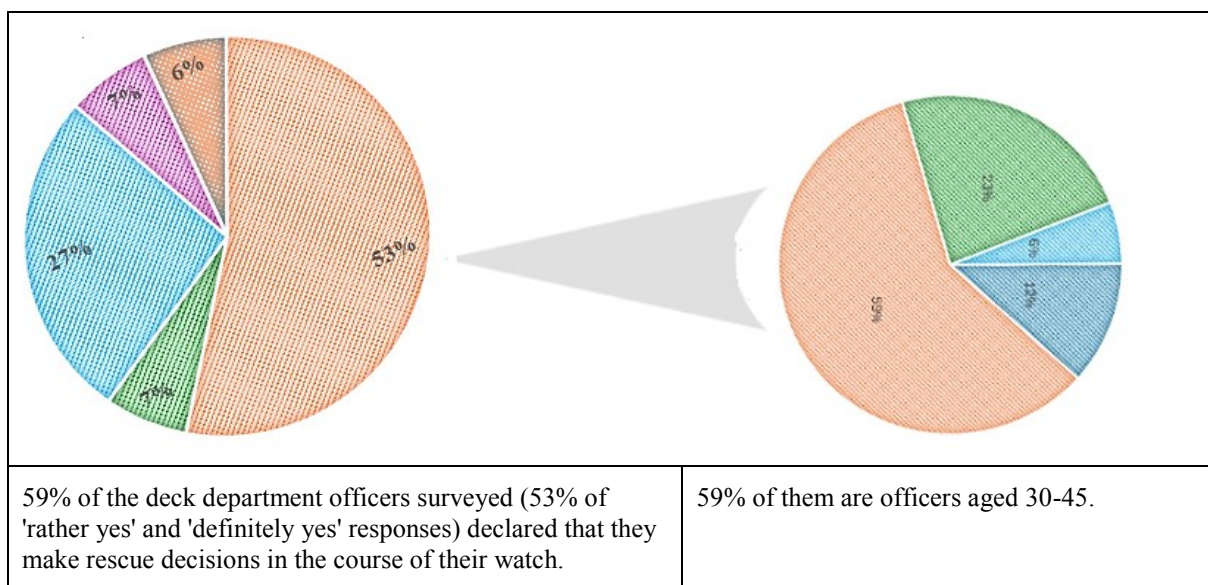 6%
7%
53%
27%
7%
23%
6%
12%
59%
59% of the deck department officers surveyed (53% of
'rather yes' and 'definitely yes' responses) declared that they
make rescue decisions in the course of their watch.
59% of them are officers aged 30-45.